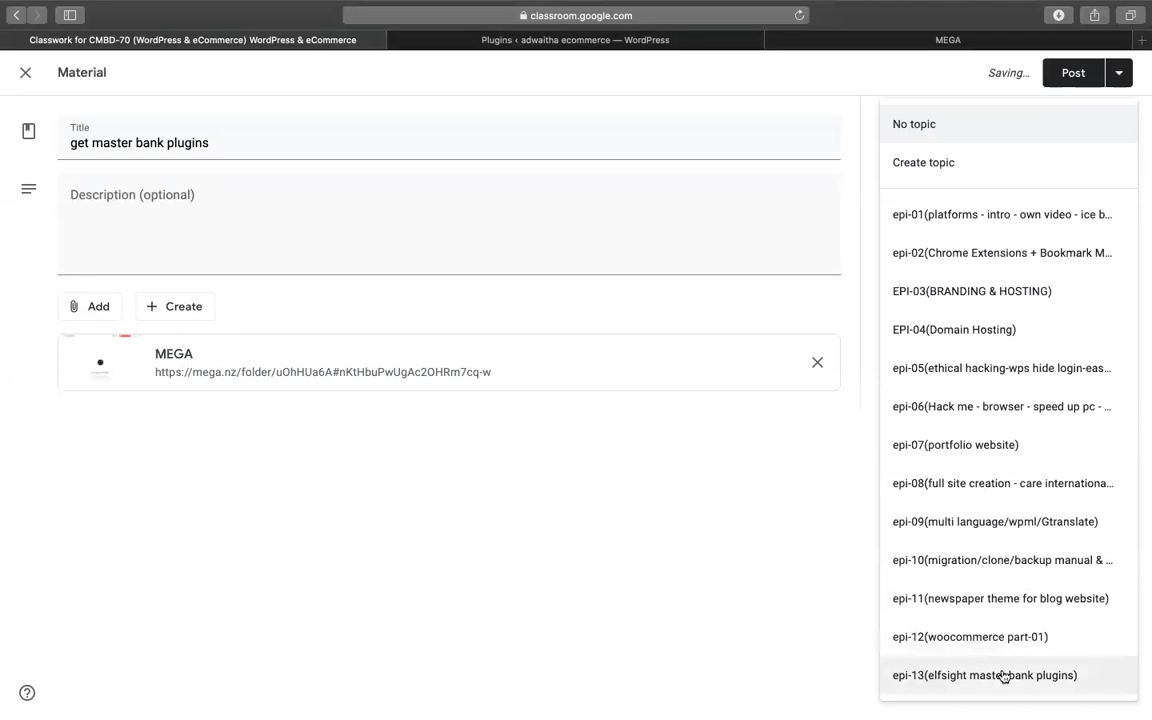 classroom.google.com
Classwork for CMBD-70 (WordPress & eCommerce) WordPress & eCommerce
Plugins < adwaitha ecommerce — WordPress
MEGA
Material
Saving...
Post
Title
get master bank plugins
Description (optional)
Add
Create
MEGA
https://mega.nz/folder/uOhHUa6A#nKtHbuPwUgAc2OHRm7cq-w
No topic
Create topic
epi-01(platforms - intro - own video - ice b...
epi-02(Chrome Extensions + Bookmark M...
EPI-03(BRANDING & HOSTING)
EPI-04(Domain Hosting)
epi-05(ethical hacking-wps hide login-eas...
epi-06(Hack me - browser - speed up pc - ...
epi-07(portfolio website)
epi-08(full site creation - care internationa...
epi-09(multi language/wpml/Gtranslate)
epi-10(migration/clone/backup manual & ...
epi-11(newspaper theme for blog website)
epi-12(woocommerce part-01)
epi-13(elfsight master bank plugins)